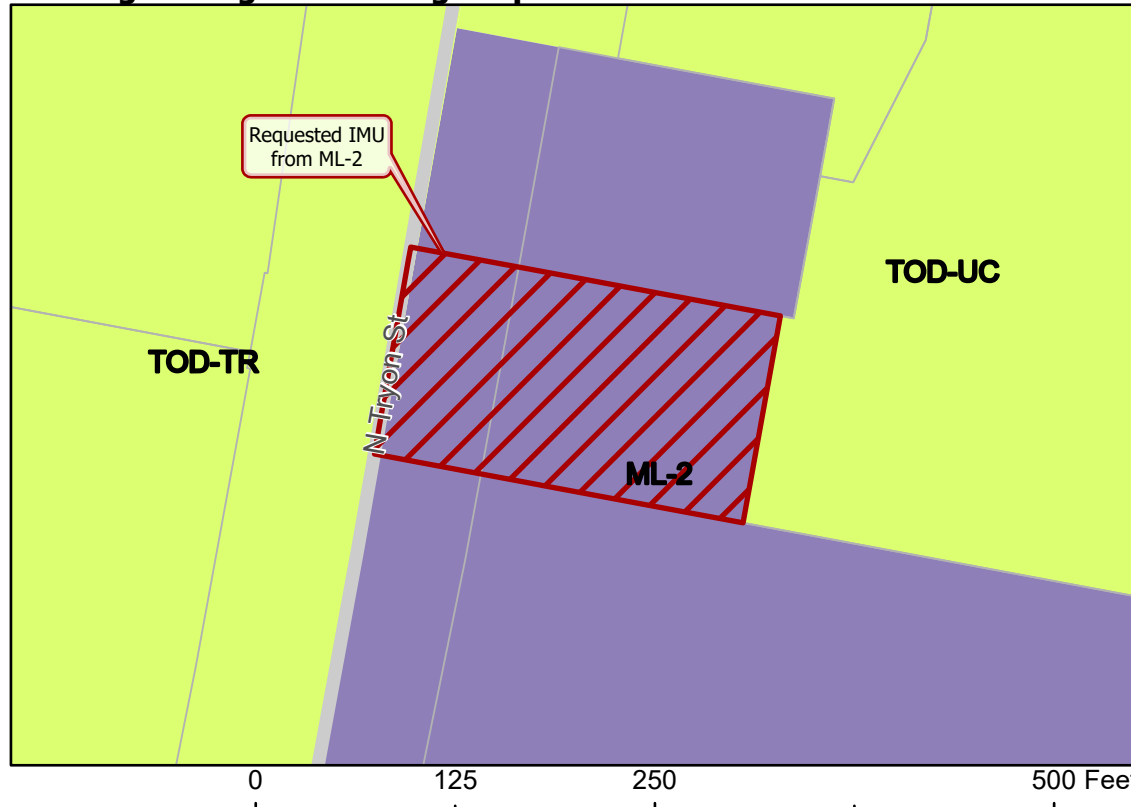 Requested IMU
from ML-2
TOD-UC
TOD-TR
N Tryon St
ML-2
0 125 250 500 Feet